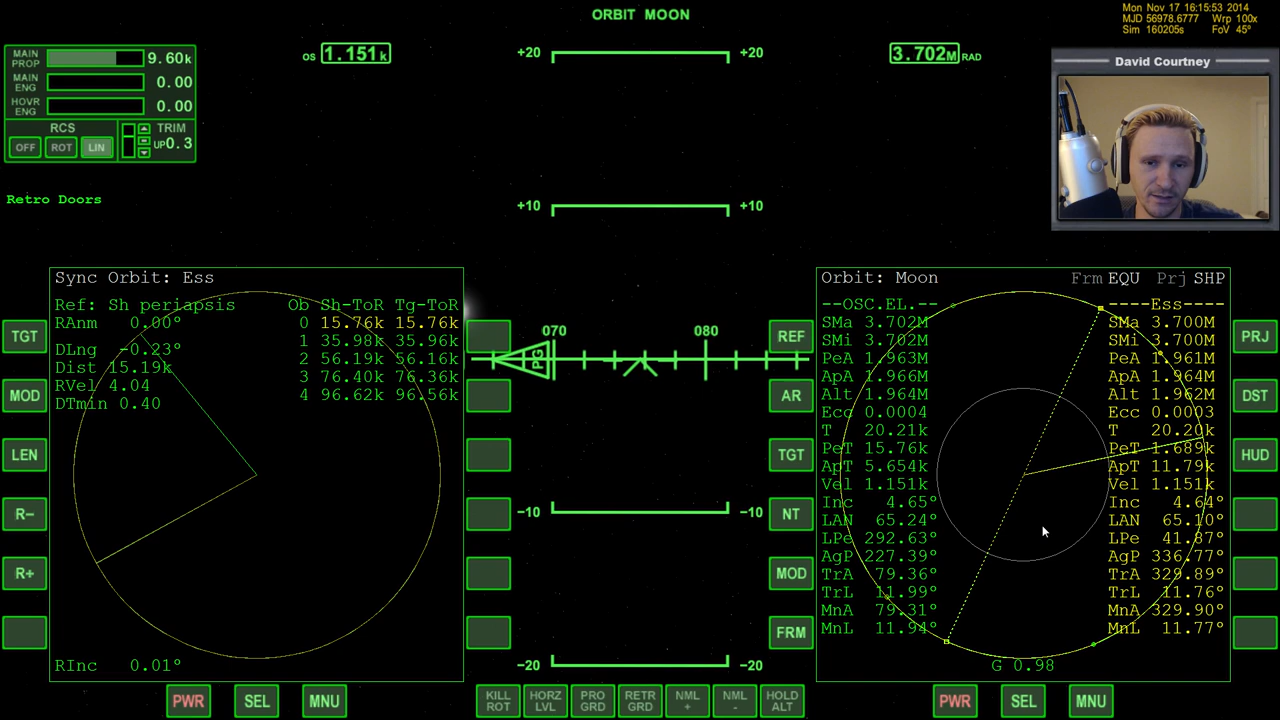 ORBIT MOON
Mon Nov 17 16:15:53 2014
MJD 56978.6777 Wrp 100x
Sim 160205s FoV 45°
MAIN PROP 9.60k
MAIN ENG 0.00
HOVR ENG 0.00
RCS TRIM
OFF ROT LIN UP0.3
OS 1.151k
3.702M RAD
David Courtney
Retro Doors
+20 +20
+10 +10
070 080
PG
-10 -10
-20 -20
Sync Orbit: Ess
Ref: Sh periapsis Ob Sh-ToR Tg-ToR
RAnm 0.00° 0 15.76k 15.76k
1 35.98k 35.96k
DLng -0.23° 2 56.19k 56.16k
Dist 15.19k 3 76.40k 76.36k
RVel 4.04 4 96.62k 96.56k
DTmin 0.40
RInc 0.01°
TGT
MOD
LEN
R-
R+
PWR SEL MNU
KILL ROT
HORZ LVL
PRO GRD
RETR GRD
NML +
NML -
HOLD ALT
REF
AR
TGT
NT
MOD
FRM
Orbit: Moon Frm EQU Prj SHP
--OSC.EL.-- ----Ess----
SMa 3.702M SMa 3.700M
SMi 3.702M SMi 3.700M
PeA 1.963M PeA 1.961M
ApA 1.966M ApA 1.964M
Alt 1.964M Alt 1.962M
Ecc 0.0004 Ecc 0.0003
T 20.21k T 20.20k
PeT 15.76k PeT 1.689k
ApT 5.654k ApT 11.79k
Vel 1.151k Vel 1.151k
Inc 4.65° Inc 4.64°
LAN 65.24° LAN 65.10°
LPe 292.63° LPe 41.87°
AgP 227.39° AgP 336.77°
TrA 79.36° TrA 329.89°
TrL 11.99° TrL 11.76°
MnA 79.31° MnA 329.90°
MnL 11.94° MnL 11.77°
G 0.98
PRJ
DST
HUD
PWR SEL MNU